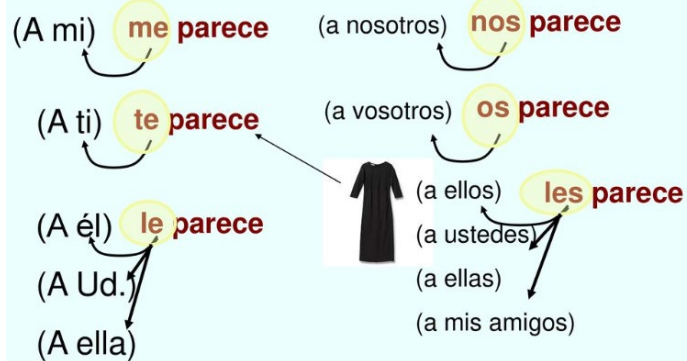 (A mi) me parece
(A ti) te parece
(A él) le parece
(A Ud.)
(A ella)
(a nosotros) nos parece
(a vosotros) os parece
(a ellos) les parece
(a ustedes)
(a ellas)
(a mis amigos)